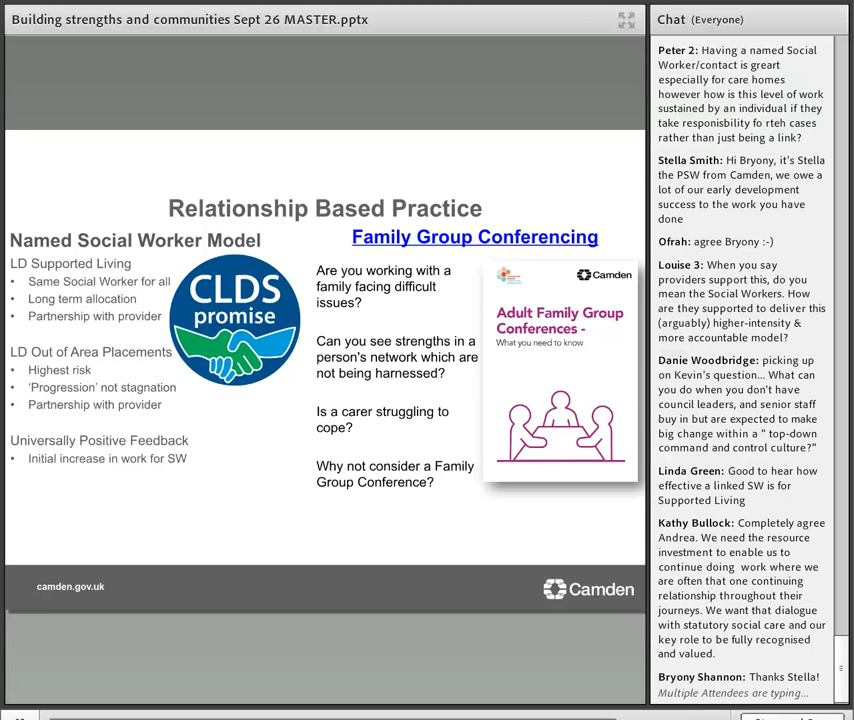 Building strengths and communities Sept 26 MASTER.pptx
Relationship Based Practice
Named Social Worker Model
LD Supported Living
• Same Social Worker for all
• Long term allocation
• Partnership with provider
LD Out of Area Placements
• Highest risk
• ‘Progression’ not stagnation
• Partnership with provider
Universally Positive Feedback
• Initial increase in work for SW
CLDS
promise
Family Group Conferencing
Are you working with a
family facing difficult
issues?
Can you see strengths in a
person's network which are
not being harnessed?
Is a carer struggling to
cope?
Why not consider a Family
Group Conference?
Camden
Adult Family Group
Conferences -
What you need to know
camden.gov.uk
Camden
Chat (Everyone)
Peter 2: Having a named Social
Worker/contact is greart
especially for care homes
however how is this level of work
sustained by an individual if they
take responisbility fo rteh cases
rather than just being a link?
Stella Smith: Hi Bryony, it's Stella
the PSW from Camden, we owe a
lot of our early development
success to the work you have
done
Ofrah: agree Bryony :-)
Louise 3: When you say
providers support this, do you
mean the Social Workers. How
are they supported to deliver this
(arguably) higher-intensity &
more accountable model?
Danie Woodbridge: picking up
on Kevin's question... What can
you do when you don't have
council leaders, and senior staff
buy in but are expected to make
big change within a " top-down
command and control culture?"
Linda Green: Good to hear how
effective a linked SW is for
Supported Living
Kathy Bullock: Completely agree
Andrea. We need the resource
investment to enable us to
continue doing work where we
are often that one continuing
relationship throughout their
journeys. We want that dialogue
with statutory social care and our
key role to be fully recognised
and valued.
Bryony Shannon: Thanks Stella!
Multiple Attendees are typing...